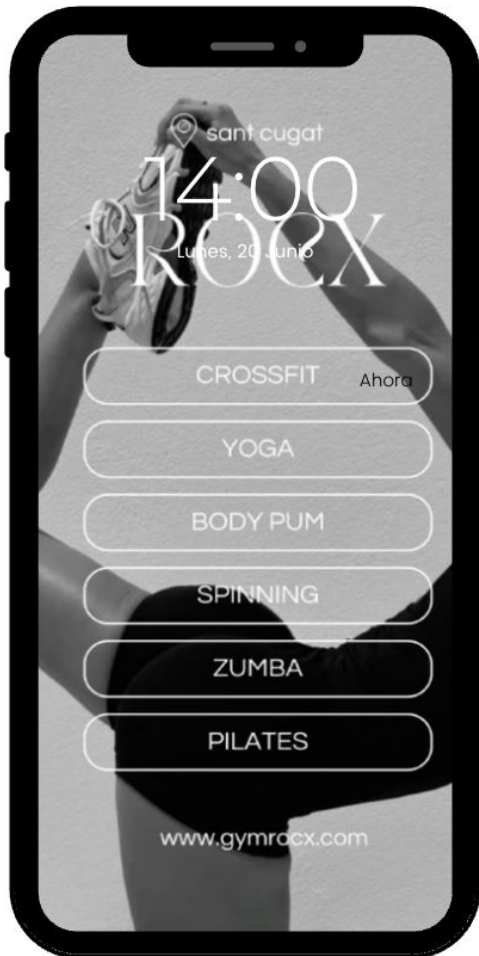 sant cugat
14:00
ROCX
Lunes, 20 Junio
CROSSFIT
Ahora
YOGA
BODY PUM
SPINNING
ZUMBA
PILATES
www.gymrocx.com